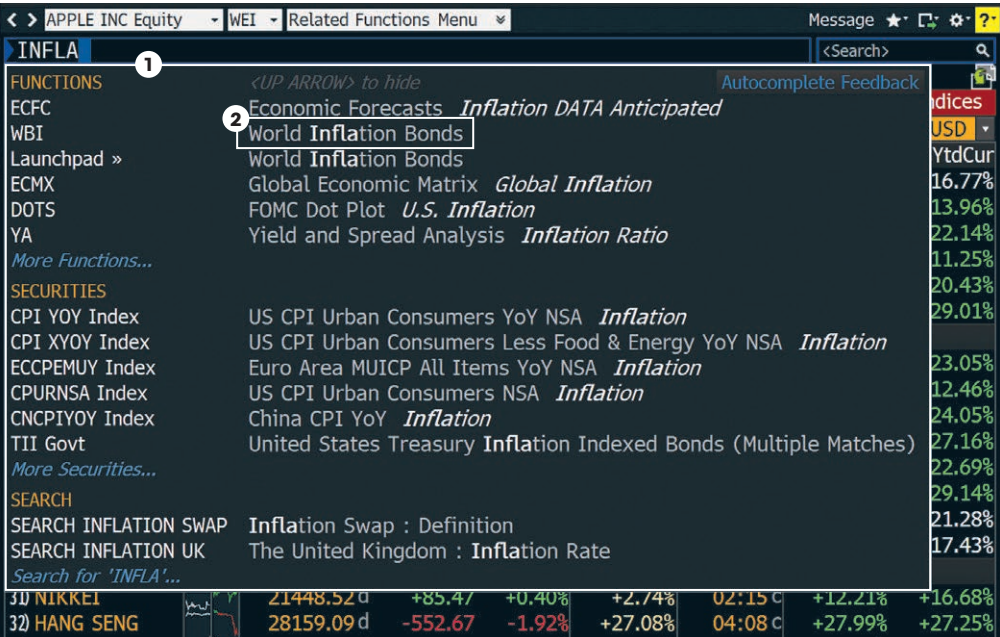 < > APPLE INC Equity WEI Related Functions Menu Message ?
INFLA <Search>
1
FUNCTIONS <UP ARROW> to hide Autocomplete Feedback
ECFC Economic Forecasts Inflation DATA Anticipated dices
2
WBI World Inflation Bonds USD
Launchpad » World Inflation Bonds YtdCur
ECMX Global Economic Matrix Global Inflation 16.77%
DOTS FOMC Dot Plot U.S. Inflation 13.96%
YA Yield and Spread Analysis Inflation Ratio 22.14%
More Functions... 11.25%
SECURITIES 20.43%
CPI YOY Index US CPI Urban Consumers YoY NSA Inflation 29.01%
CPI XYOY Index US CPI Urban Consumers Less Food & Energy YoY NSA Inflation
ECCPEMUY Index Euro Area MUICP All Items YoY NSA Inflation +23.05%
CPURNSA Index US CPI Urban Consumers NSA Inflation 12.46%
CNCPIYOY Index China CPI YoY Inflation 24.05%
TII Govt United States Treasury Inflation Indexed Bonds (Multiple Matches) +27.16%
More Securities... 22.69%
SEARCH 29.14%
SEARCH INFLATION SWAP Inflation Swap : Definition 21.28%
SEARCH INFLATION UK The United Kingdom : Inflation Rate 17.43%
Search for 'INFLA'...
31) NIKKEI 21448.52 d +85.47 +0.40% +2.74% 02:15 c +12.21% +16.68%
32) HANG SENG 28159.09 d -552.67 -1.92% +27.08% 04:08 c +27.99% +27.25%